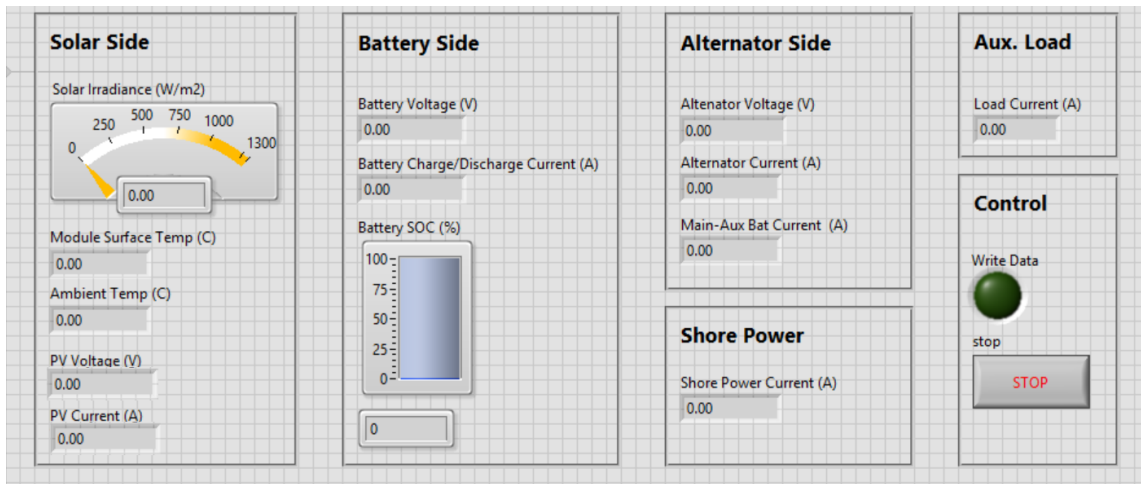 Solar Side
Solar Irradiance (W/m2)
0
250
500
750
1000
1300
0.00
Module Surface Temp (C)
0.00
Ambient Temp (C)
0.00
PV Voltage (V)
0.00
PV Current (A)
0.00
Battery Side
Battery Voltage (V)
0.00
Battery Charge/Discharge Current (A)
0.00
Battery SOC (%)
100
75
50
25
0
0
Alternator Side
Altenator Voltage (V)
0.00
Alternator Current (A)
0.00
Main-Aux Bat Current (A)
0.00
Shore Power
Shore Power Current (A)
0.00
Aux. Load
Load Current (A)
0.00
Control
Write Data
stop
STOP